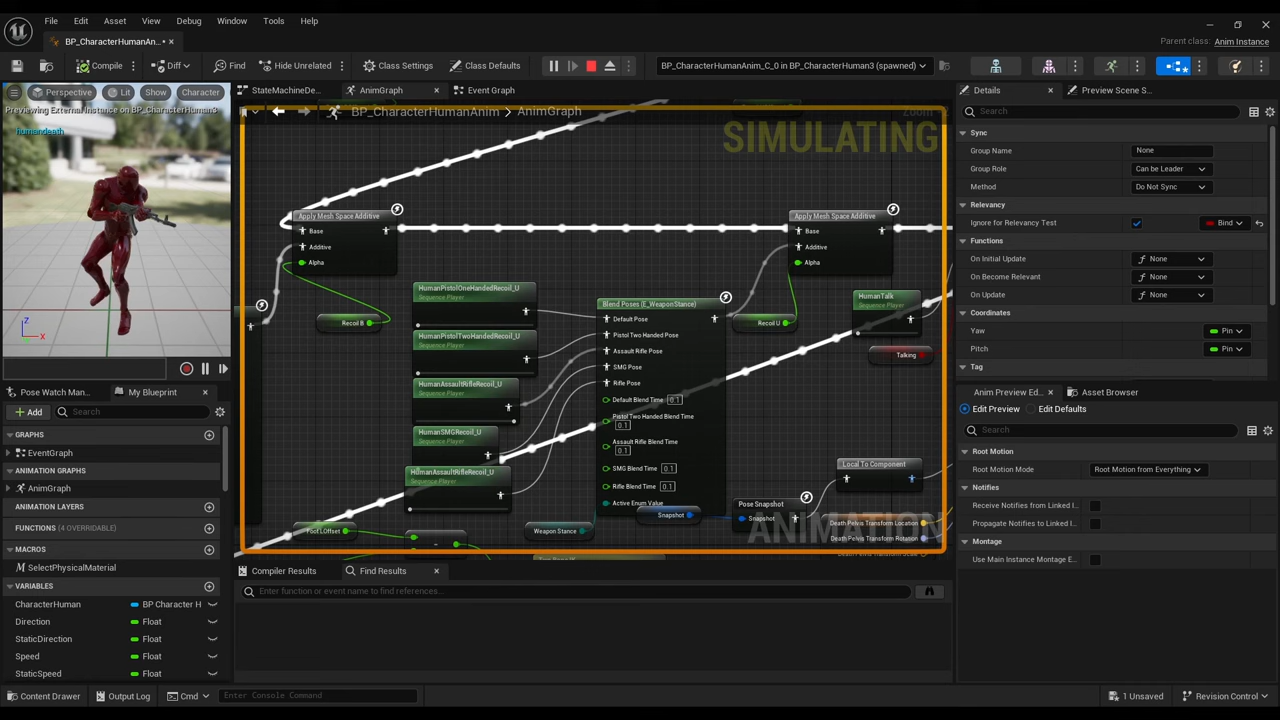 File Edit Asset View Window Debug Tools Help
BP_CharacterHumanAn...•
Parent class: Anim Instance
Compile Diff Find Hide Unrelated Class Settings Class Defaults BP_CharacterHumanAnim_C_0 in BP_CharacterHuman3 (spawned)
Perspective Lit Show Character
Previewing External Instance on BP_CharacterHuman3
humandeath
Z
X
StateMachineDe... AnimGraph Event Graph
BP_CharacterHumanAnim > AnimGraph
SIMULATING
Apply Mesh Space Additive
Base
Additive
Alpha
Recoil B
HumanPistolOneHandedRecoil_U
Sequence Player
HumanPistolTwoHandedRecoil_U
Sequence Player
HumanAssaultRifleRecoil_U
Sequence Player
HumanSMGRecoil_U
Sequence Player
HumanAssaultRifleRecoil_U
Sequence Player
Blend Poses (E_WeaponStance)
Default Pose
Pistol Two Handed Pose
Assault Rifle Pose
SMG Pose
Rifle Pose
Default Blend Time 0.1
Pistol Two Handed Blend Time
0.1
Assault Rifle Blend Time
0.1
SMG Blend Time 0.1
Rifle Blend Time 0.1
Active Enum Value
Apply Mesh Space Additive
Base
Additive
Alpha
Recoil U
HumanTalk
Sequence Player
Talking
Local To Component
Pose Snapshot
Snapshot
Snapshot
Weapon Stance
Foot LOffset
Death Pelvis Transform Location
Death Pelvis Transform Rotation
ANIMATION
Pose Watch Man... My Blueprint
Add Search
GRAPHS
EventGraph
ANIMATION GRAPHS
AnimGraph
ANIMATION LAYERS
FUNCTIONS (4 OVERRIDABLE)
MACROS
SelectPhysicalMaterial
VARIABLES
CharacterHuman BP Character H
Direction Float
StaticDirection Float
Speed Float
StaticSpeed Float
Compiler Results Find Results
Enter function or event name to find references...
Details Preview Scene S...
Search
Sync
Group Name None
Group Role Can be Leader
Method Do Not Sync
Relevancy
Ignore for Relevancy Test Bind
Functions
On Initial Update None
On Become Relevant None
On Update None
Coordinates
Yaw Pin
Pitch Pin
Tag
Anim Preview Ed... Asset Browser
Edit Preview Edit Defaults
Search
Root Motion
Root Motion Mode Root Motion from Everything
Notifies
Receive Notifies from Linked I...
Propagate Notifies to Linked I...
Montage
Use Main Instance Montage E...
Content Drawer Output Log Cmd Enter Console Command 1 Unsaved Revision Control